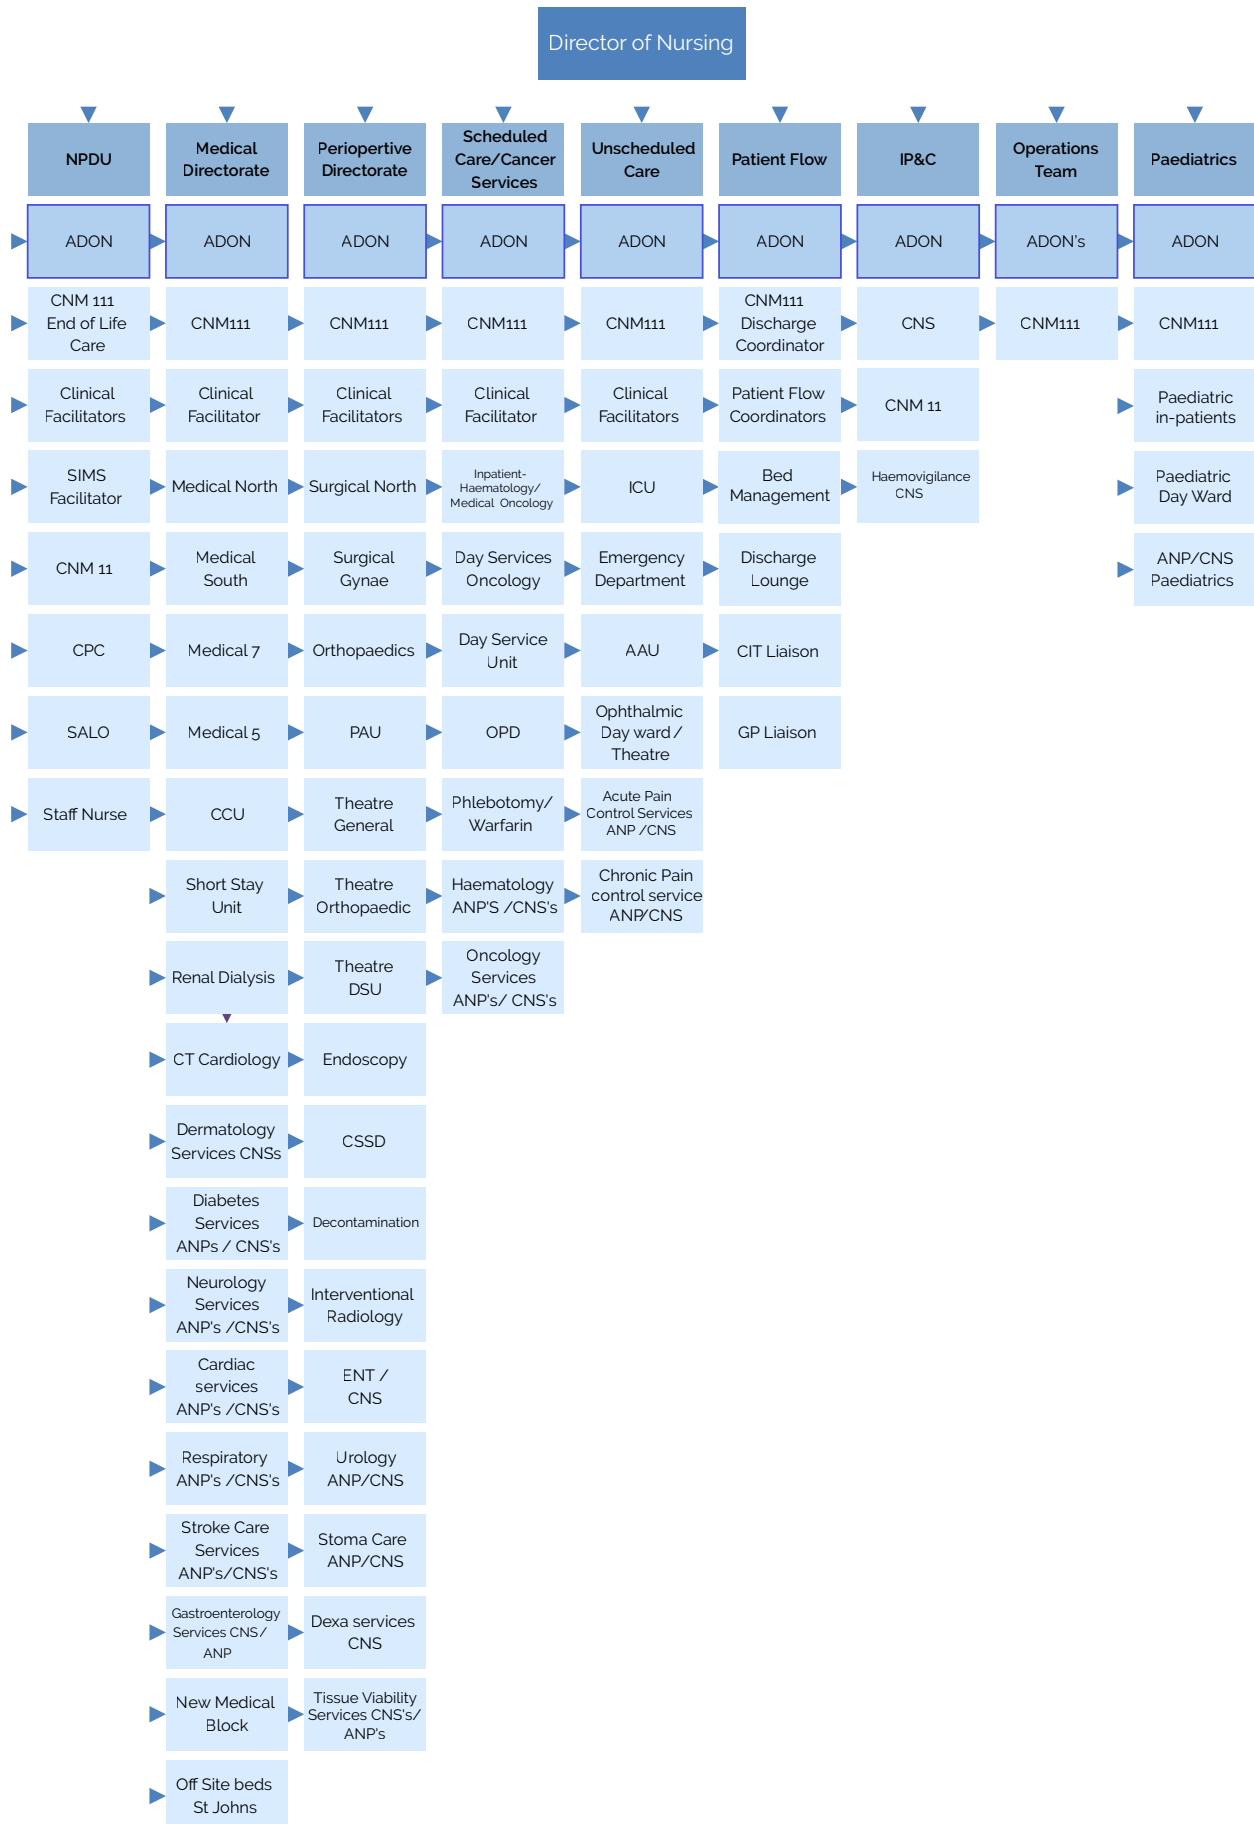 Director of Nursing
NPDU
Medical
Directorate
Periopertive
Directorate
Scheduled
Care/Cancer
Services
Unscheduled
Care
Patient Flow
IP&C
Operations
Team
Paediatrics
ADON
ADON
ADON
ADON
ADON
ADON
ADON
ADON's
ADON
CNM 111
End of Life
Care
CNM111
CNM111
CNM111
CNM111
CNM111
Discharge
Coordinator
CNS
CNM111
CNM111
Clinical
Facilitators
Clinical
Facilitator
Clinical
Facilitators
Clinical
Facilitator
Clinical
Facilitators
Patient Flow
Coordinators
CNM 11
Paediatric
in-patients
SIMS
Facilitator
Medical North
Surgical North
Inpatient-
Haematology/
Medical Oncology
ICU
Bed
Management
Haemovigilance
CNS
Paediatric
Day Ward
CNM 11
Medical
South
Surgical
Gynae
Day Services
Oncology
Emergency
Department
Discharge
Lounge
ANP/CNS
Paediatrics
CPC
Medical 7
Orthopaedics
Day Service
Unit
AAU
CIT Liaison
SALO
Medical 5
PAU
OPD
Ophthalmic
Day ward /
Theatre
GP Liaison
Staff Nurse
CCU
Theatre
General
Phlebotomy/
Warfarin
Acute Pain
Control Services
ANP /CNS
Short Stay
Unit
Theatre
Orthopaedic
Haematology
ANP'S /CNS's
Chronic Pain
control service
ANP/CNS
Renal Dialysis
Theatre
DSU
Oncology
Services
ANP's/ CNS's
CT Cardiology
Endoscopy
Dermatology
Services CNSs
CSSD
Diabetes
Services
ANPs / CNS's
Decontamination
Neurology
Services
ANP's /CNS's
Interventional
Radiology
Cardiac
services
ANP's /CNS's
ENT /
CNS
Respiratory
ANP's /CNS's
Urology
ANP/CNS
Stroke Care
Services
ANP's/CNS's
Stoma Care
ANP/CNS
Gastroenterology
Services CNS /
ANP
Dexa services
CNS
New Medical
Block
Tissue Viability
Services CNS's/
ANP's
Off Site beds
St Johns